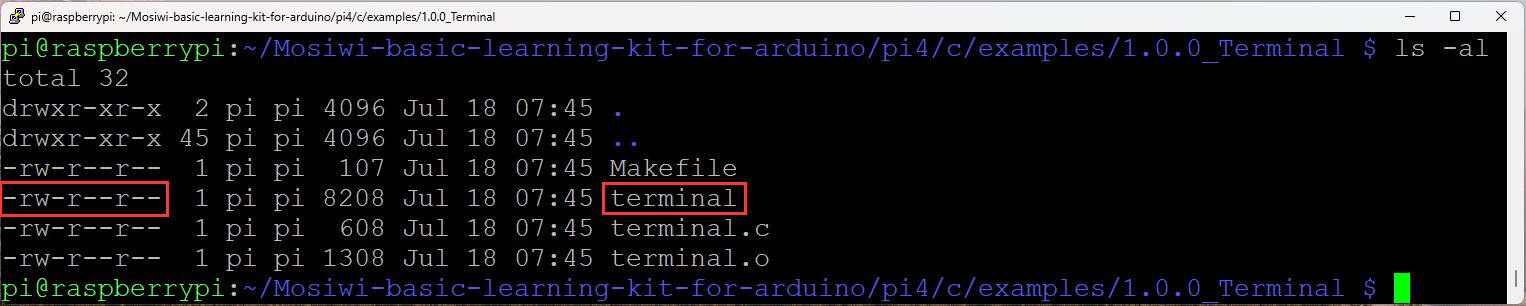 pi@raspberrypi: ~/Mosiwi-basic-learning-kit-for-arduino/pi4/c/examples/1.0.0_Terminal
pi@raspberrypi:~/Mosiwi-basic-learning-kit-for-arduino/pi4/c/examples/1.0.0_Terminal $ ls -al
total 32
drwxr-xr-x  2 pi pi 4096 Jul 18 07:45 .
drwxr-xr-x 45 pi pi 4096 Jul 18 07:45 ..
-rw-r--r--  1 pi pi  107 Jul 18 07:45 Makefile
-rw-r--r--  1 pi pi 8208 Jul 18 07:45 terminal
-rw-r--r--  1 pi pi  608 Jul 18 07:45 terminal.c
-rw-r--r--  1 pi pi 1308 Jul 18 07:45 terminal.o
pi@raspberrypi:~/Mosiwi-basic-learning-kit-for-arduino/pi4/c/examples/1.0.0_Terminal $